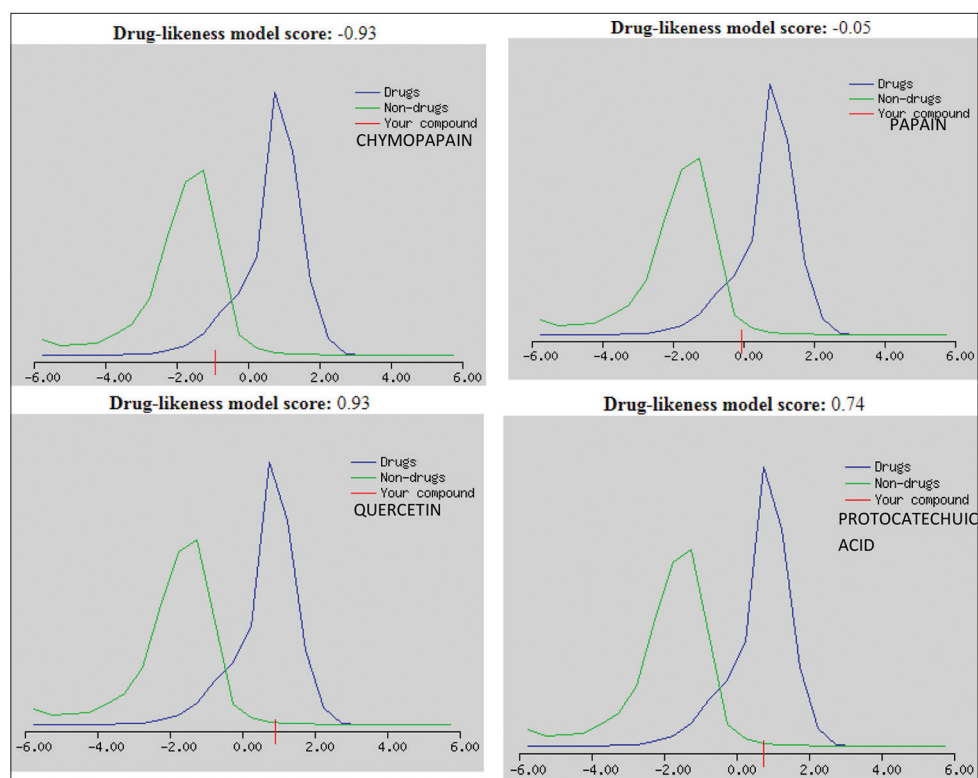 Drug-likeness model score: -0.93
Drugs
Non-drugs
Your compound
CHYMOPAPAIN
-6.00 -4.00 -2.00 0.00 2.00 4.00 6.00
Drug-likeness model score: -0.05
Drugs
Non-drugs
Your compound
PAPAIN
-6.00 -4.00 -2.00 0.00 2.00 4.00 6.00
Drug-likeness model score: 0.93
Drugs
Non-drugs
Your compound
QUERCETIN
-6.00 -4.00 -2.00 0.00 2.00 4.00 6.00
Drug-likeness model score: 0.74
Drugs
Non-drugs
Your compound
PROTOCATECHUIC
ACID
-6.00 -4.00 -2.00 0.00 2.00 4.00 6.00